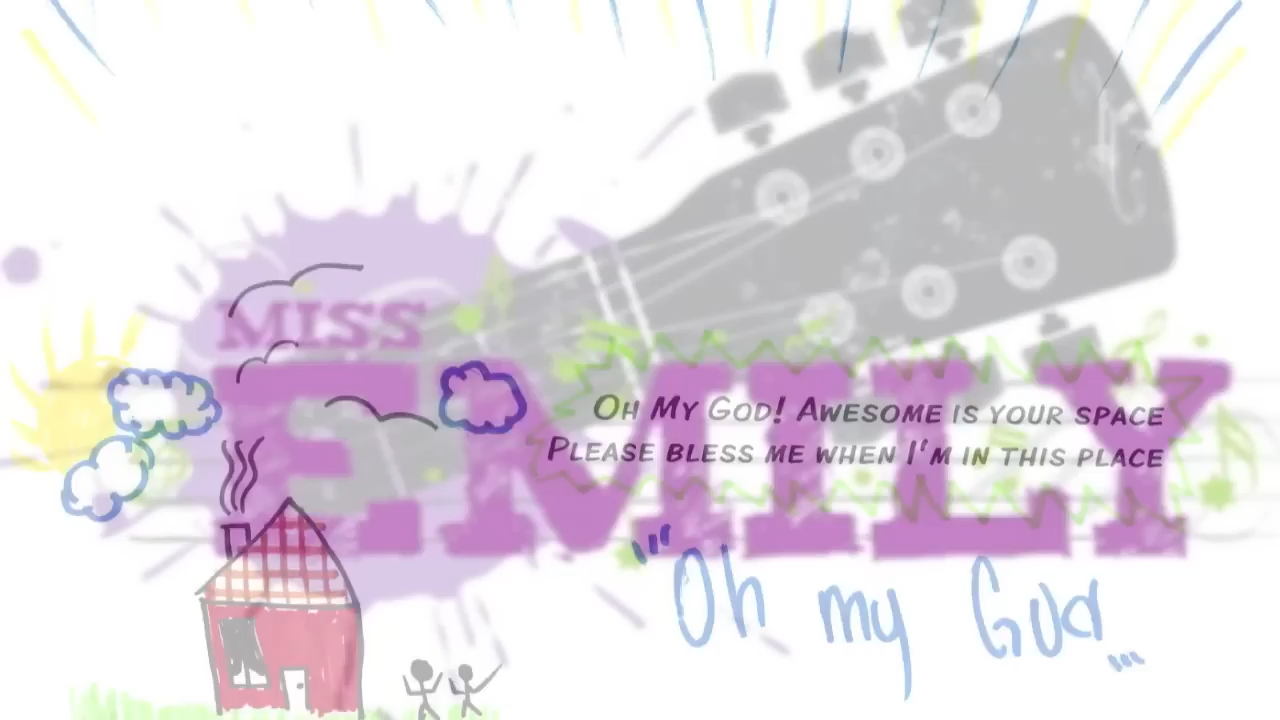 MISS
EMILY
Oh My God! Awesome is your space
Please bless me when I'm in this place
"Oh my God..."